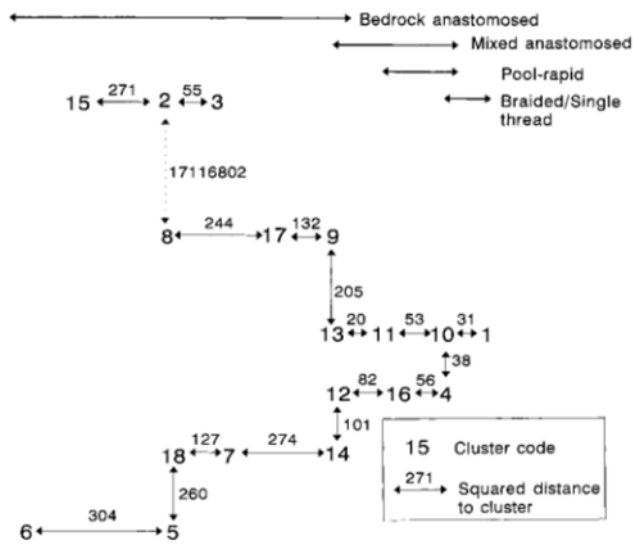 Bedrock anastomosed
Mixed anastomosed
Pool-rapid
Braided/Single
thread
271 55
15 2 3
17116802
244 132
8 17 9
205
20 53 31
13 11 10 1
38
82 56
12 16 4
101
127 274
18 7 14
260
304
6 5
15 Cluster code
271
Squared distance
to cluster